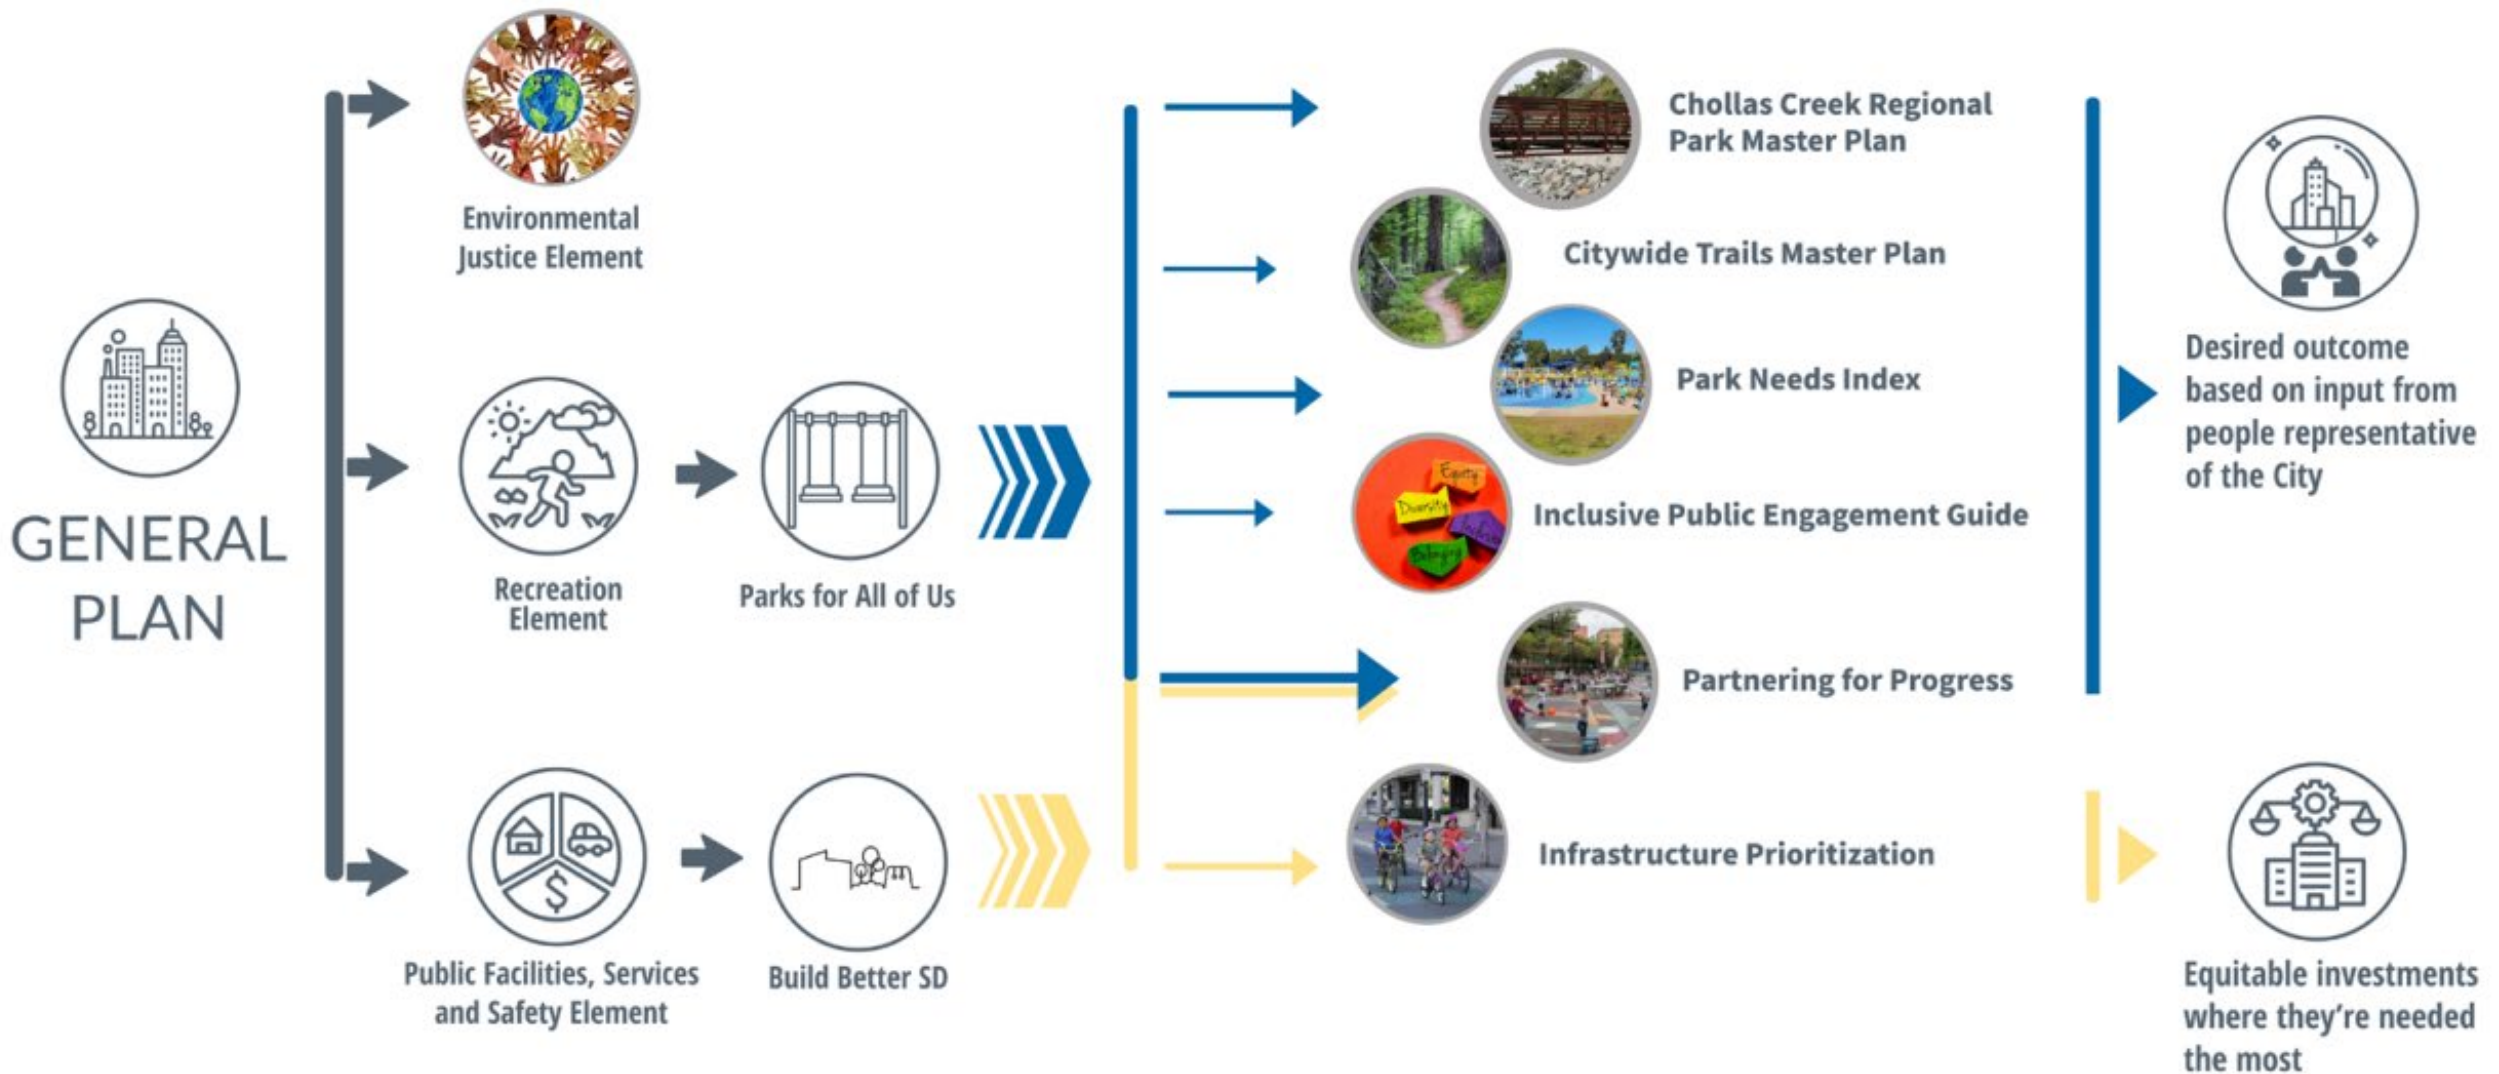 GENERAL
PLAN
Environmental
Justice Element
Recreation
Element
Parks for All of Us
Public Facilities, Services
and Safety Element
Build Better SD
Chollas Creek Regional
Park Master Plan
Citywide Trails Master Plan
Park Needs Index
Equity
Diversity
Inclusion
Belonging
Inclusive Public Engagement Guide
Partnering for Progress
Infrastructure Prioritization
Desired outcome
based on input from
people representative
of the City
Equitable investments
where they're needed
the most